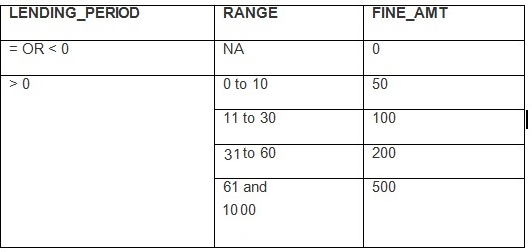 LENDING_PERIOD RANGE FINE_AMT
= OR < 0 NA 0
> 0 0 to 10 50
11 to 30 100
31 to 60 200
61 and 500
1000